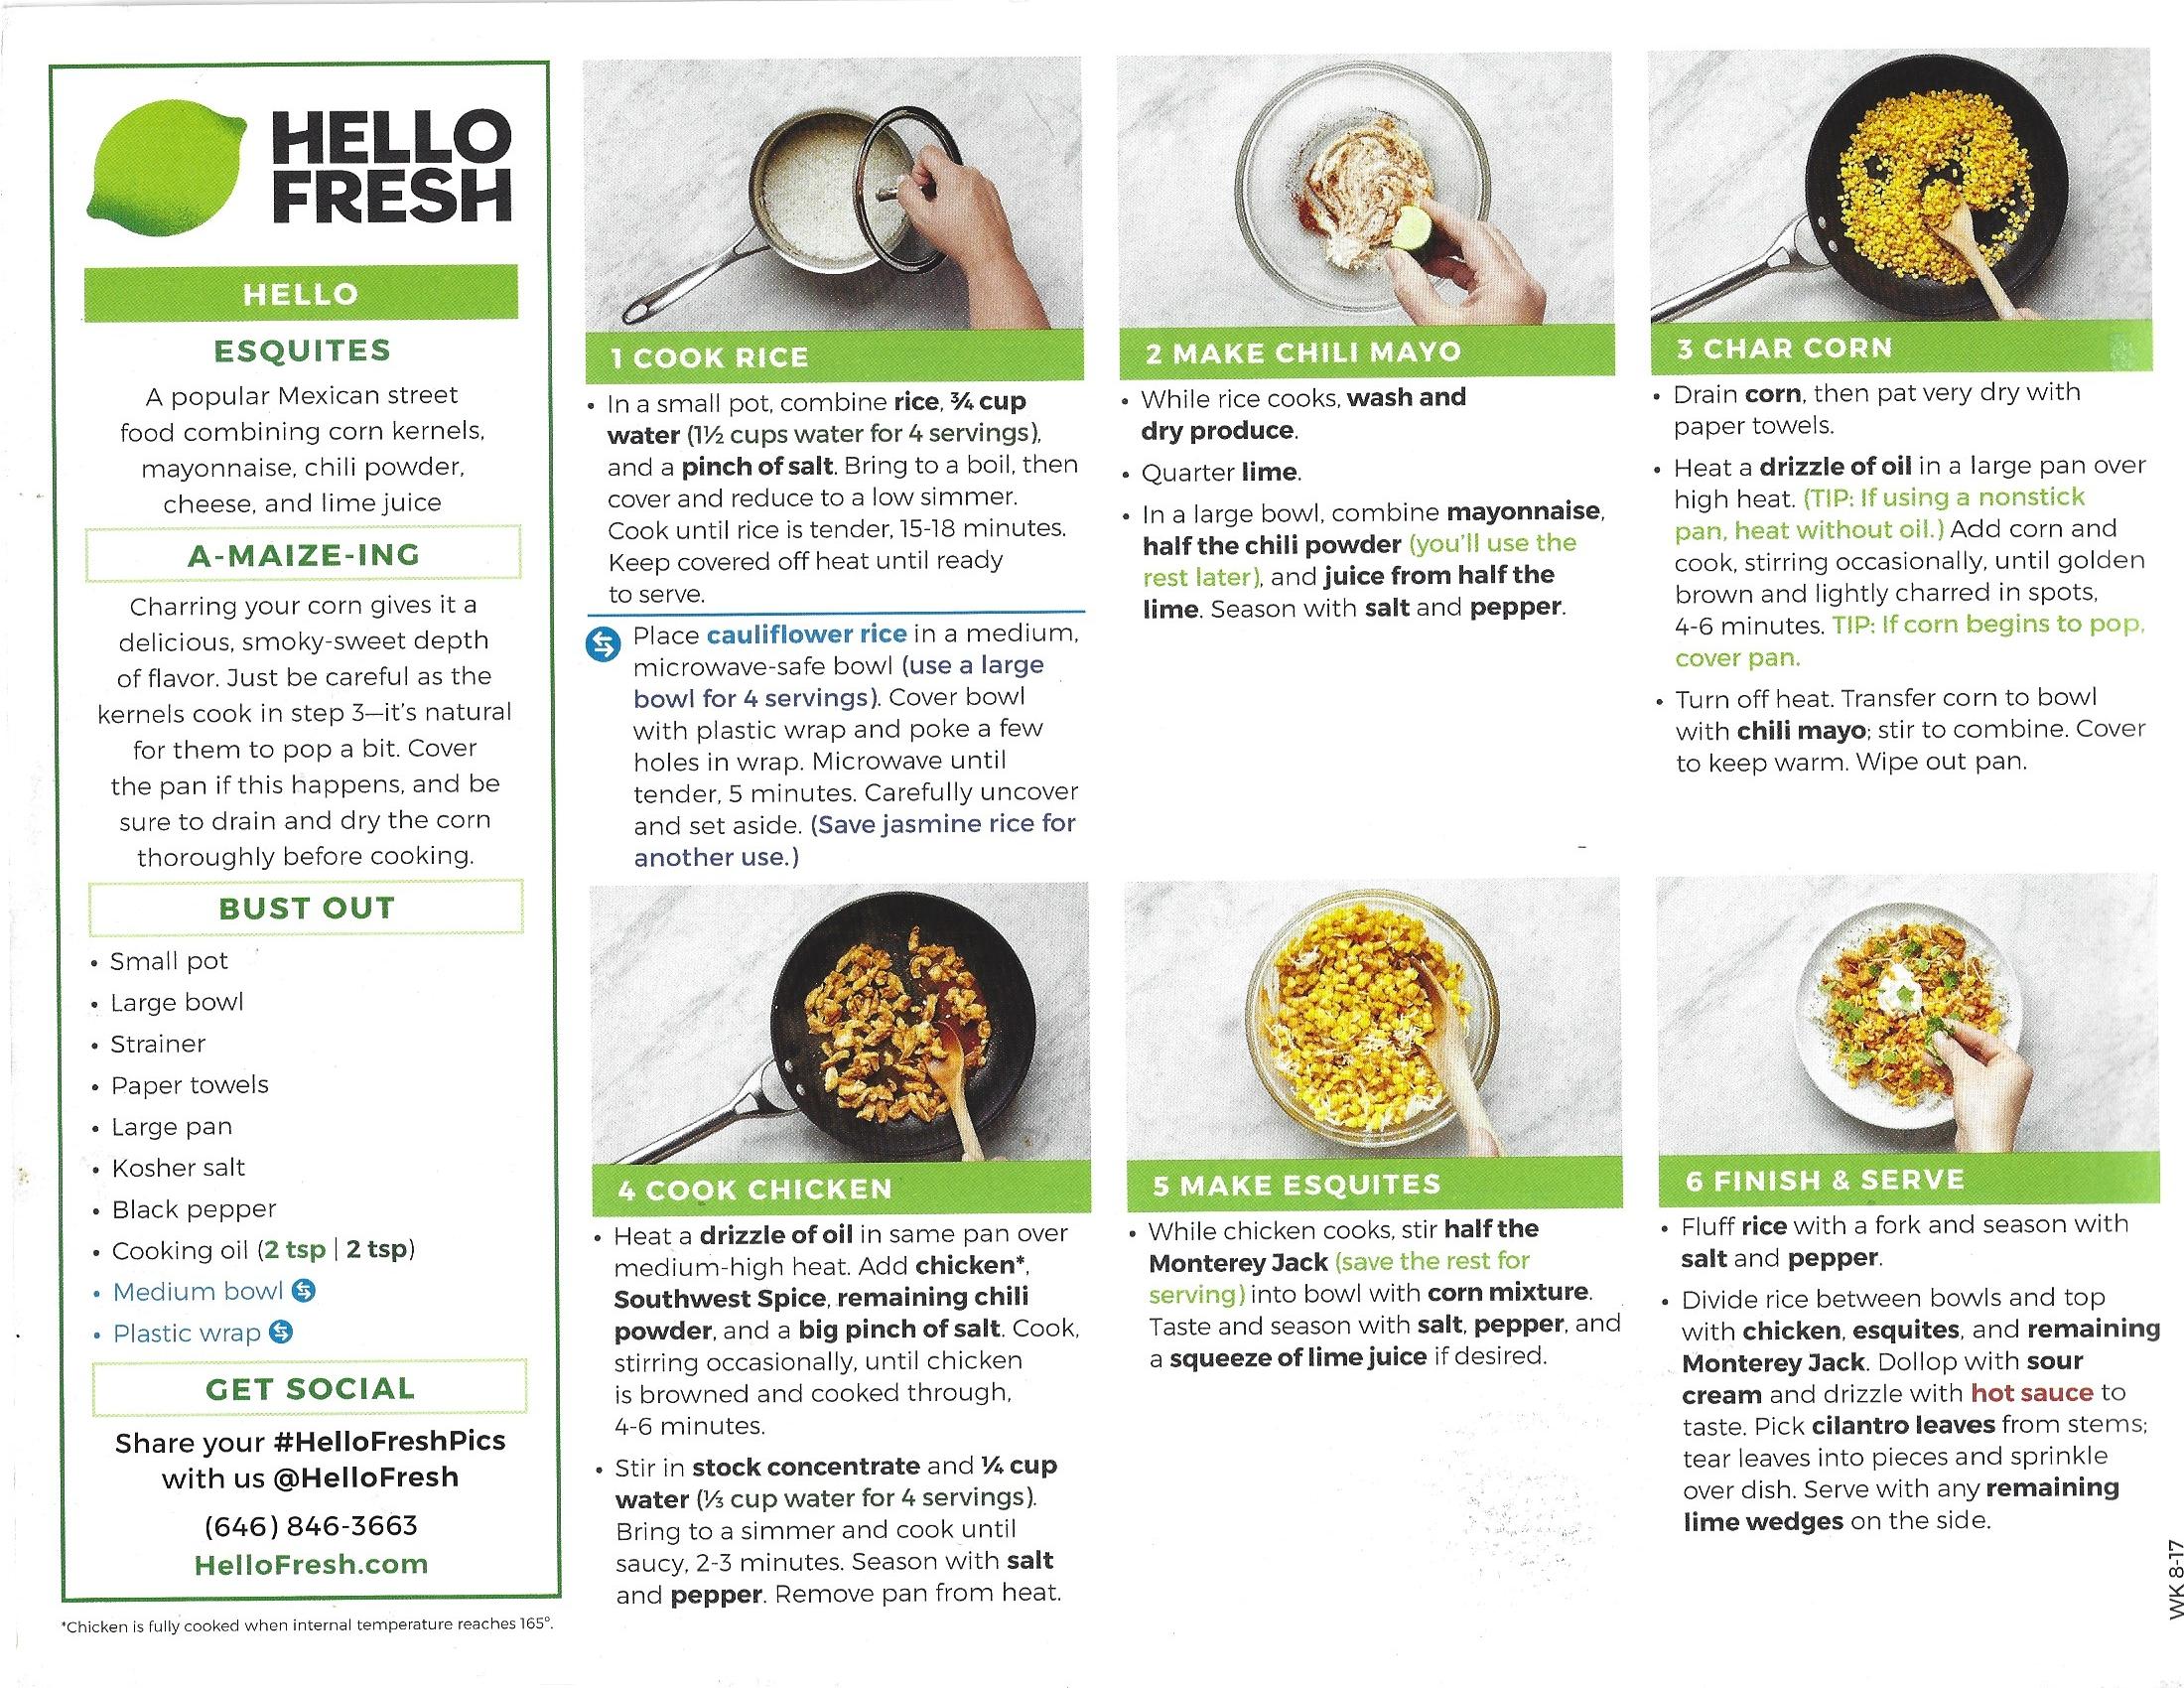 HELLO
FRESH
HELLO
ESQUITES
A popular Mexican street
food combining corn kernels,
mayonnaise, chili powder,
cheese, and lime juice
A-MAIZE-ING
Charring your corn gives it a
delicious, smoky-sweet depth
of flavor. Just be careful as the
kernels cook in step 3—it's natural
for them to pop a bit. Cover
the pan if this happens, and be
sure to drain and dry the corn
thoroughly before cooking.
BUST OUT
• Small pot
• Large bowl
• Strainer
• Paper towels
• Large pan
• Kosher salt
• Black pepper
• Cooking oil (2 tsp | 2 tsp)
• Medium bowl
• Plastic wrap
GET SOCIAL
Share your #HelloFreshPics
with us @HelloFresh
(646) 846-3663
HelloFresh.com
*Chicken is fully cooked when internal temperature reaches 165°.
1 COOK RICE
• In a small pot, combine rice, ¾ cup
water (1½ cups water for 4 servings),
and a pinch of salt. Bring to a boil, then
cover and reduce to a low simmer.
Cook until rice is tender, 15-18 minutes.
Keep covered off heat until ready
to serve.
Place cauliflower rice in a medium,
microwave-safe bowl (use a large
bowl for 4 servings). Cover bowl
with plastic wrap and poke a few
holes in wrap. Microwave until
tender, 5 minutes. Carefully uncover
and set aside. (Save jasmine rice for
another use.)
2 MAKE CHILI MAYO
• While rice cooks, wash and
dry produce.
• Quarter lime.
• In a large bowl, combine mayonnaise,
half the chili powder (you'll use the
rest later), and juice from half the
lime. Season with salt and pepper.
3 CHAR CORN
• Drain corn, then pat very dry with
paper towels.
• Heat a drizzle of oil in a large pan over
high heat. (TIP: If using a nonstick
pan, heat without oil.) Add corn and
cook, stirring occasionally, until golden
brown and lightly charred in spots,
4-6 minutes. TIP: If corn begins to pop,
cover pan.
• Turn off heat. Transfer corn to bowl
with chili mayo; stir to combine. Cover
to keep warm. Wipe out pan.
4 COOK CHICKEN
• Heat a drizzle of oil in same pan over
medium-high heat. Add chicken*,
Southwest Spice, remaining chili
powder, and a big pinch of salt. Cook,
stirring occasionally, until chicken
is browned and cooked through,
4-6 minutes.
• Stir in stock concentrate and ¼ cup
water (⅓ cup water for 4 servings).
Bring to a simmer and cook until
saucy, 2-3 minutes. Season with salt
and pepper. Remove pan from heat.
5 MAKE ESQUITES
• While chicken cooks, stir half the
Monterey Jack (save the rest for
serving) into bowl with corn mixture.
Taste and season with salt, pepper, and
a squeeze of lime juice if desired.
6 FINISH & SERVE
• Fluff rice with a fork and season with
salt and pepper.
• Divide rice between bowls and top
with chicken, esquites, and remaining
Monterey Jack. Dollop with sour
cream and drizzle with hot sauce to
taste. Pick cilantro leaves from stems;
tear leaves into pieces and sprinkle
over dish. Serve with any remaining
lime wedges on the side.
WK 8-17